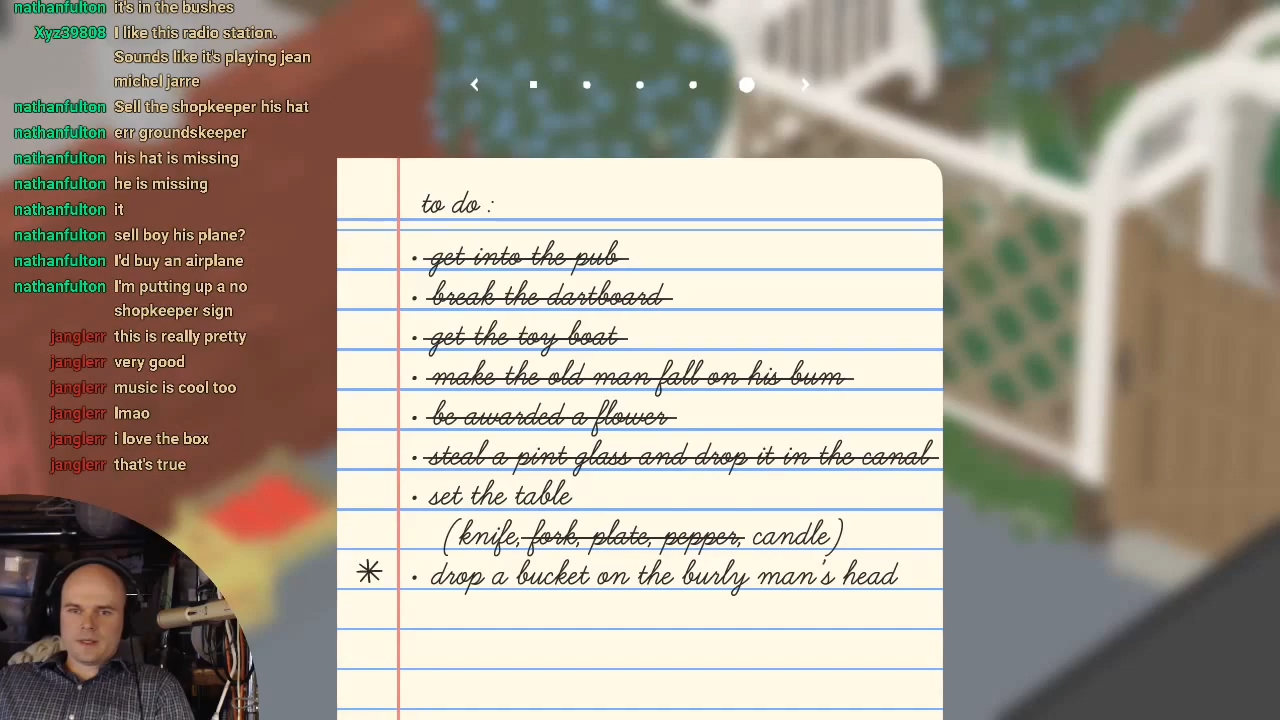 nathanfulton it's in the bushes
Xyz39808 I like this radio station.
Sounds like it's playing jean
michel jarre
nathanfulton Sell the shopkeeper his hat
nathanfulton err groundskeeper
nathanfulton his hat is missing
nathanfulton he is missing
nathanfulton it
nathanfulton sell boy his plane?
nathanfulton I'd buy an airplane
nathanfulton I'm putting up a no
shopkeeper sign
janglerr this is really pretty
janglerr very good
janglerr music is cool too
janglerr lmao
janglerr i love the box
janglerr that's true
to do :
• get into the pub
• break the dartboard
• get the toy boat
• make the old man fall on his bum
• be awarded a flower
• steal a pint glass and drop it in the canal
• set the table
(knife, fork, plate, pepper, candle)
• drop a bucket on the burly man's head